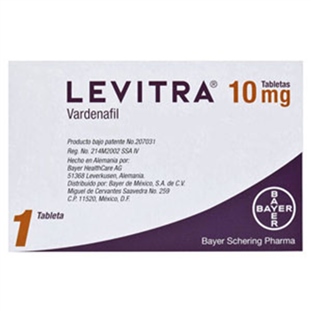 LEVITRA® Tabletas 10 mg
Vardenafil
Producto bajo patente No.207031
Reg. No. 214M2002 SSA IV
Hecho en Alemania por:
Bayer HealthCare AG
51368 Leverkusen, Alemania.
Distribuido por: Bayer de México, S.A. de C.V.
Miguel de Cervantes Saavedra No. 259
C.P. 11520, México, D.F.
1 Tableta
BAYER
BAYER
Bayer Schering Pharma